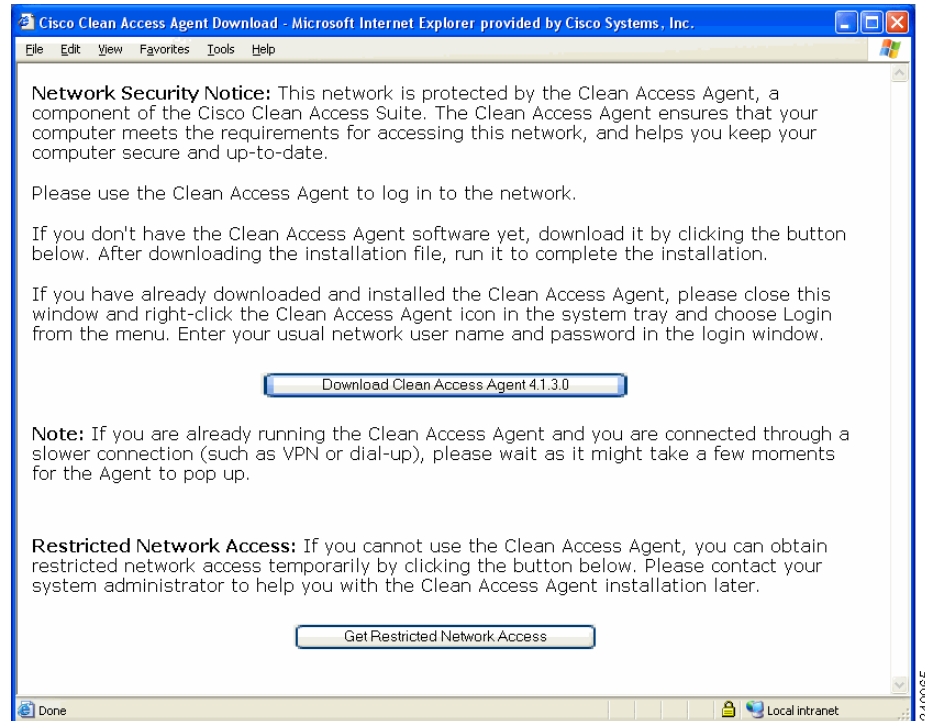 Cisco Clean Access Agent Download - Microsoft Internet Explorer provided by Cisco Systems, Inc.
File Edit View Favorites Tools Help
Network Security Notice: This network is protected by the Clean Access Agent, a
component of the Cisco Clean Access Suite. The Clean Access Agent ensures that your
computer meets the requirements for accessing this network, and helps you keep your
computer secure and up-to-date.
Please use the Clean Access Agent to log in to the network.
If you don't have the Clean Access Agent software yet, download it by clicking the button
below. After downloading the installation file, run it to complete the installation.
If you have already downloaded and installed the Clean Access Agent, please close this
window and right-click the Clean Access Agent icon in the system tray and choose Login
from the menu. Enter your usual network user name and password in the login window.
Download Clean Access Agent 4.1.3.0
Note: If you are already running the Clean Access Agent and you are connected through a
slower connection (such as VPN or dial-up), please wait as it might take a few moments
for the Agent to pop up.
Restricted Network Access: If you cannot use the Clean Access Agent, you can obtain
restricted network access temporarily by clicking the button below. Please contact your
system administrator to help you with the Clean Access Agent installation later.
Get Restricted Network Access
Done
Local intranet